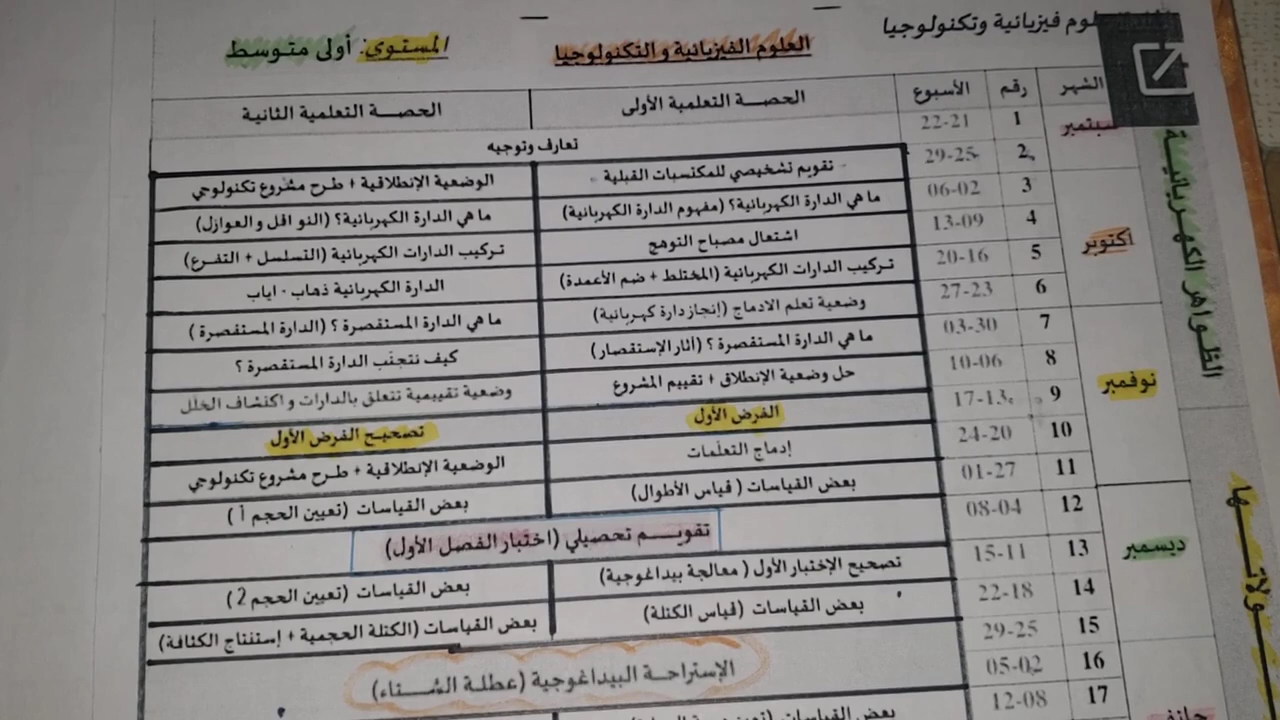 علوم فيزيائية وتكنولوجيا
العلوم الفيزيائية والتكنولوجيا
المستوى: أولى متوسط
الشهر رقم الأسبوع الحصة التعلمية الأولى الحصة التعلمية الثانية
سبتمبر 1 21-22 تعارف وتوجيه
2 25-29 تقويم تشخيصي للمكتسبات القبلية الوضعية الإنطلاقية + طرح مشروع تكنولوجي
اكتوبر 3 02-06 ما هي الدارة الكهربائية؟ (مفهوم الدارة الكهربائية) ما هي الدارة الكهربائية؟ (النواقل والعوازل)
4 09-13 اشتعال مصباح التوهج تركيب الدارات الكهربائية (التسلسل + التفرع)
5 16-20 تركيب الدارات الكهربائية (المختلط + ضم الأعمدة) الدارة الكهربائية ذهاب - اياب
6 23-27 وضعية تعلم الادماج (إنجاز دارة كهربائية) ما هي الدارة المستقصرة ؟ (الدارة المستقصرة)
نوفمبر 7 30-03 ما هي الدارة المستقصرة ؟ (أثار الإستقصار) كيف نتجنب الدارة المستقصرة ؟
8 06-10 حل وضعية الإنطلاق + تقييم المشروع وضعية تقييمية تتعلق بالدارات و اكتشاف الخلل
9 13-17 الفرض الأول تصحيح الفرض الأول
10 20-24 إدماج التعلمات الوضعية الإنطلاقية + طرح مشروع تكنولوجي
11 27-01 بعض القياسات (قياس الأطوال) بعض القياسات (تعيين الحجم 1)
ديسمبر 12 04-08 تقويم تحصيلي (اختبار الفصل الأول)
13 11-15 تصحيح الإختبار الأول (معالجة بيداغوجية) بعض القياسات (تعيين الحجم 2)
14 18-22 بعض القياسات (قياس الكتلة) بعض القياسات (الكتلة الحجمية + إستنتاج الكثافة)
15 25-29 الإستراحة البيداغوجية (عطلة الشتاء)
16 02-05
17 08-12 بعض القياسات
الظواهر الكهربائية